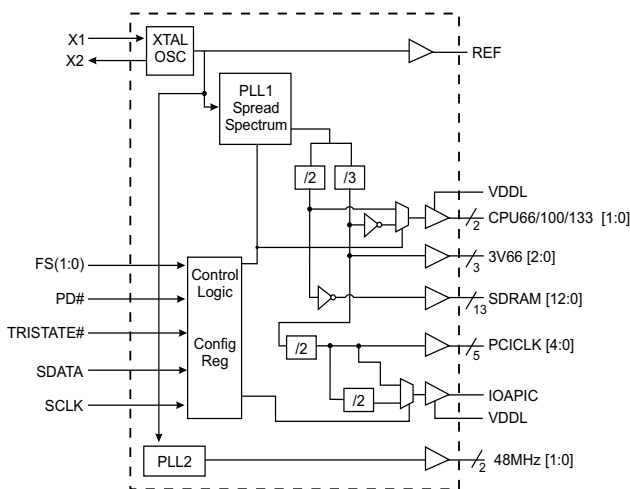 X1
X2
XTAL
OSC
REF
PLL1
Spread
Spectrum
/2
/3
VDDL
CPU66/100/133 [1:0]
2
FS(1:0)
PD#
TRISTATE#
SDATA
SCLK
Control
Logic
Config
Reg
3V66 [2:0]
3
SDRAM [12:0]
13
/2
PCICLK [4:0]
5
/2
IOAPIC
VDDL
PLL2
48MHz [1:0]
2